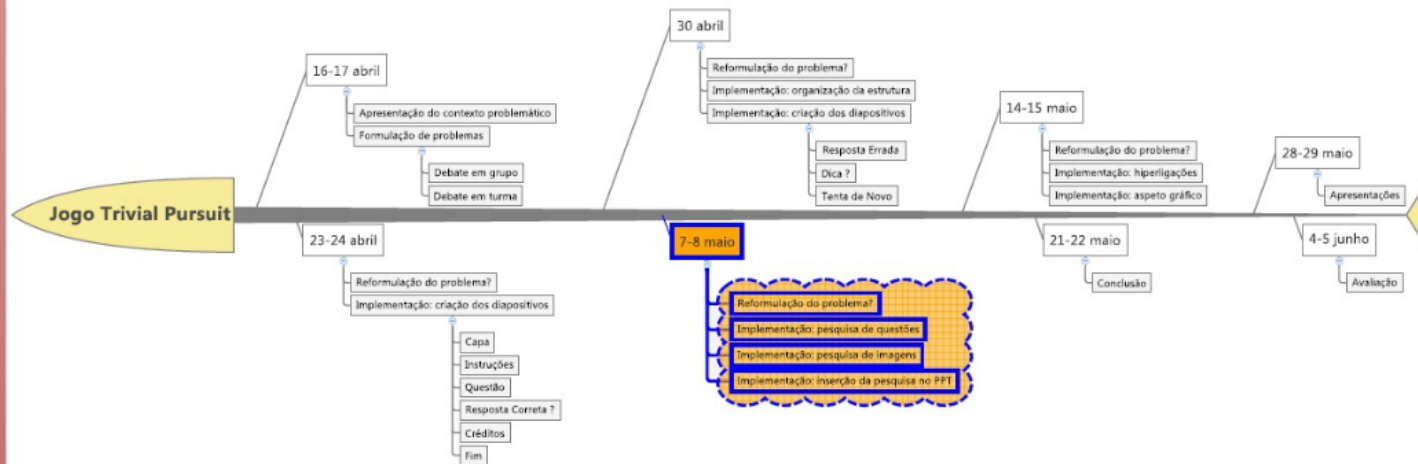 Jogo Trivial Pursuit
16-17 abril
Apresentação do contexto problemático
Formulação de problemas
Debate em grupo
Debate em turma
23-24 abril
Reformulação do problema?
Implementação: criação dos diapositivos
Capa
Instruções
Questão
Resposta Correta ?
Créditos
Fim
30 abril
Reformulação do problema?
Implementação: organização da estrutura
Implementação: criação dos diapositivos
Resposta Errada
Dica ?
Tenta de Novo
7-8 maio
Reformulação do problema?
Implementação: pesquisa de questões
Implementação: pesquisa de imagens
Implementação: inserção da pesquisa no PPT
14-15 maio
Reformulação do problema?
Implementação: hiperligações
Implementação: aspeto gráfico
21-22 maio
Conclusão
28-29 maio
Apresentações
4-5 junho
Avaliação